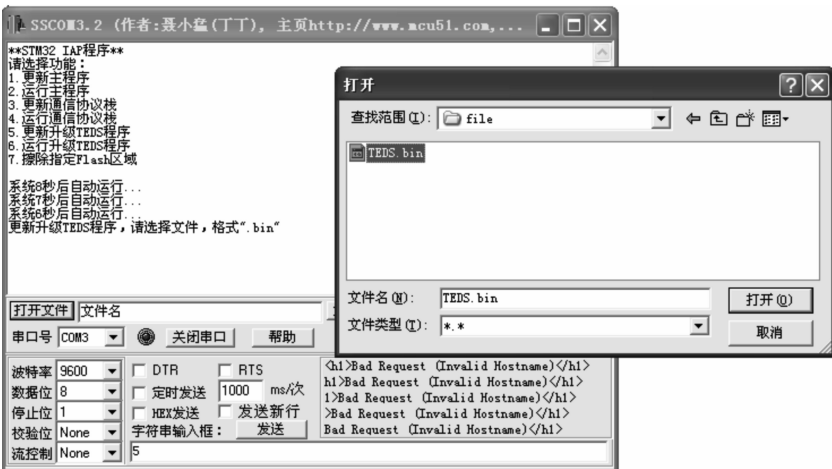 SSCOM3.2 (作者:聂小猛(丁丁), 主页http://www.mcu51.com,...
**STM32 IAP程序**
请选择功能:
1.更新主程序
2.运行主程序
3.更新通信协议栈
4.运行通信协议栈
5.更新升级TEDS程序
6.运行升级TEDS程序
7.擦除指定Flash区域
系统8秒后自动运行...
系统7秒后自动运行...
系统6秒后自动运行...
更新升级TEDS程序,请选择文件,格式".bin"
打开
查找范围(I): file
TEDS.bin
文件名(N): TEDS.bin 打开(O)
文件类型(T): *.* 取消
打开文件 文件名
串口号 COM3 关闭串口 帮助
波特率 9600 DTR RTS
数据位 8 定时发送 1000 ms/次
停止位 1 HEX发送 发送新行
校验位 None 字符串输入框: 发送
流控制 None 5
<h1>Bad Request (Invalid Hostname)</h1>
h1>Bad Request (Invalid Hostname)</h1>
1>Bad Request (Invalid Hostname)</h1>
>Bad Request (Invalid Hostname)</h1>
Bad Request (Invalid Hostname)</h1>